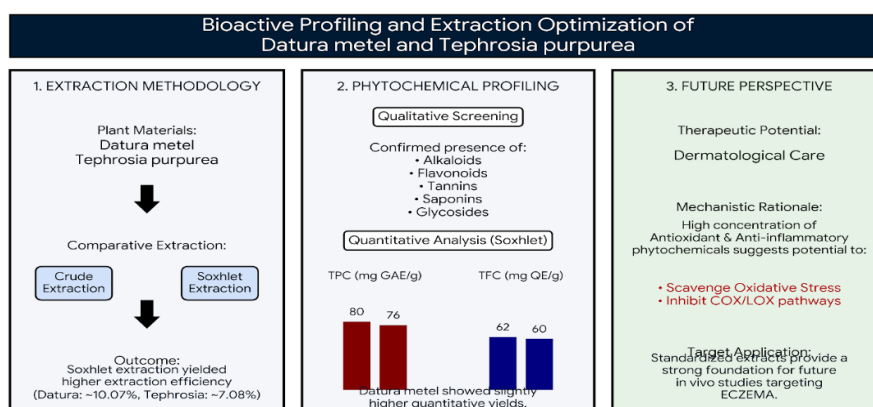 Bioactive Profiling and Extraction Optimization of
Datura metel and Tephrosia purpurea
1. EXTRACTION METHODOLOGY
Plant Materials:
Datura metel
Tephrosia purpurea
Comparative Extraction:
Crude
Extraction
Soxhlet
Extraction
Outcome:
Soxhlet extraction yielded
higher extraction efficiency
(Datura: ~10.07%, Tephrosia: ~7.08%)
2. PHYTOCHEMICAL PROFILING
Qualitative Screening
Confirmed presence of:
• Alkaloids
• Flavonoids
• Tannins
• Saponins
• Glycosides
Quantitative Analysis (Soxhlet)
TPC (mg GAE/g)
80
76
TFC (mg QE/g)
62
60
Datura metel showed slightly
higher quantitative yields.
3. FUTURE PERSPECTIVE
Therapeutic Potential:
Dermatological Care
Mechanistic Rationale:
High concentration of
Antioxidant & Anti-inflammatory
phytochemicals suggests potential to:
• Scavenge Oxidative Stress
• Inhibit COX/LOX pathways
Target Application:
Standardized extracts provide a
strong foundation for future
in vivo studies targeting
ECZEMA.